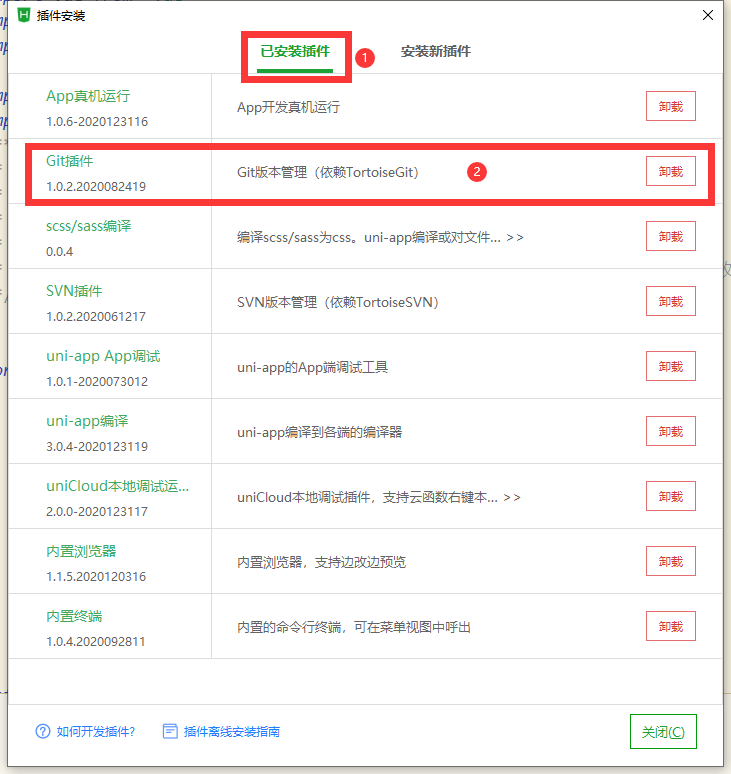 插件安装
已安装插件
1
安装新插件
App真机运行
1.0.6-2020123116
App开发真机运行
卸载
Git插件
1.0.2.2020082419
Git版本管理（依赖TortoiseGit）
2
卸载
scss/sass编译
0.0.4
编译scss/sass为css。uni-app编译或对文件... >>
卸载
SVN插件
1.0.2.2020061217
SVN版本管理（依赖TortoiseSVN）
卸载
uni-app App调试
1.0.1-2020073012
uni-app的App端调试工具
卸载
uni-app编译
3.0.4-2020123119
uni-app编译到各端的编译器
卸载
uniCloud本地调试运...
2.0.0-2020123117
uniCloud本地调试插件，支持云函数右键本... >>
卸载
内置浏览器
1.1.5.2020120316
内置浏览器，支持边改边预览
卸载
内置终端
1.0.4.2020092811
内置的命令行终端，可在菜单视图中呼出
卸载
如何开发插件?
插件离线安装指南
关闭(C)